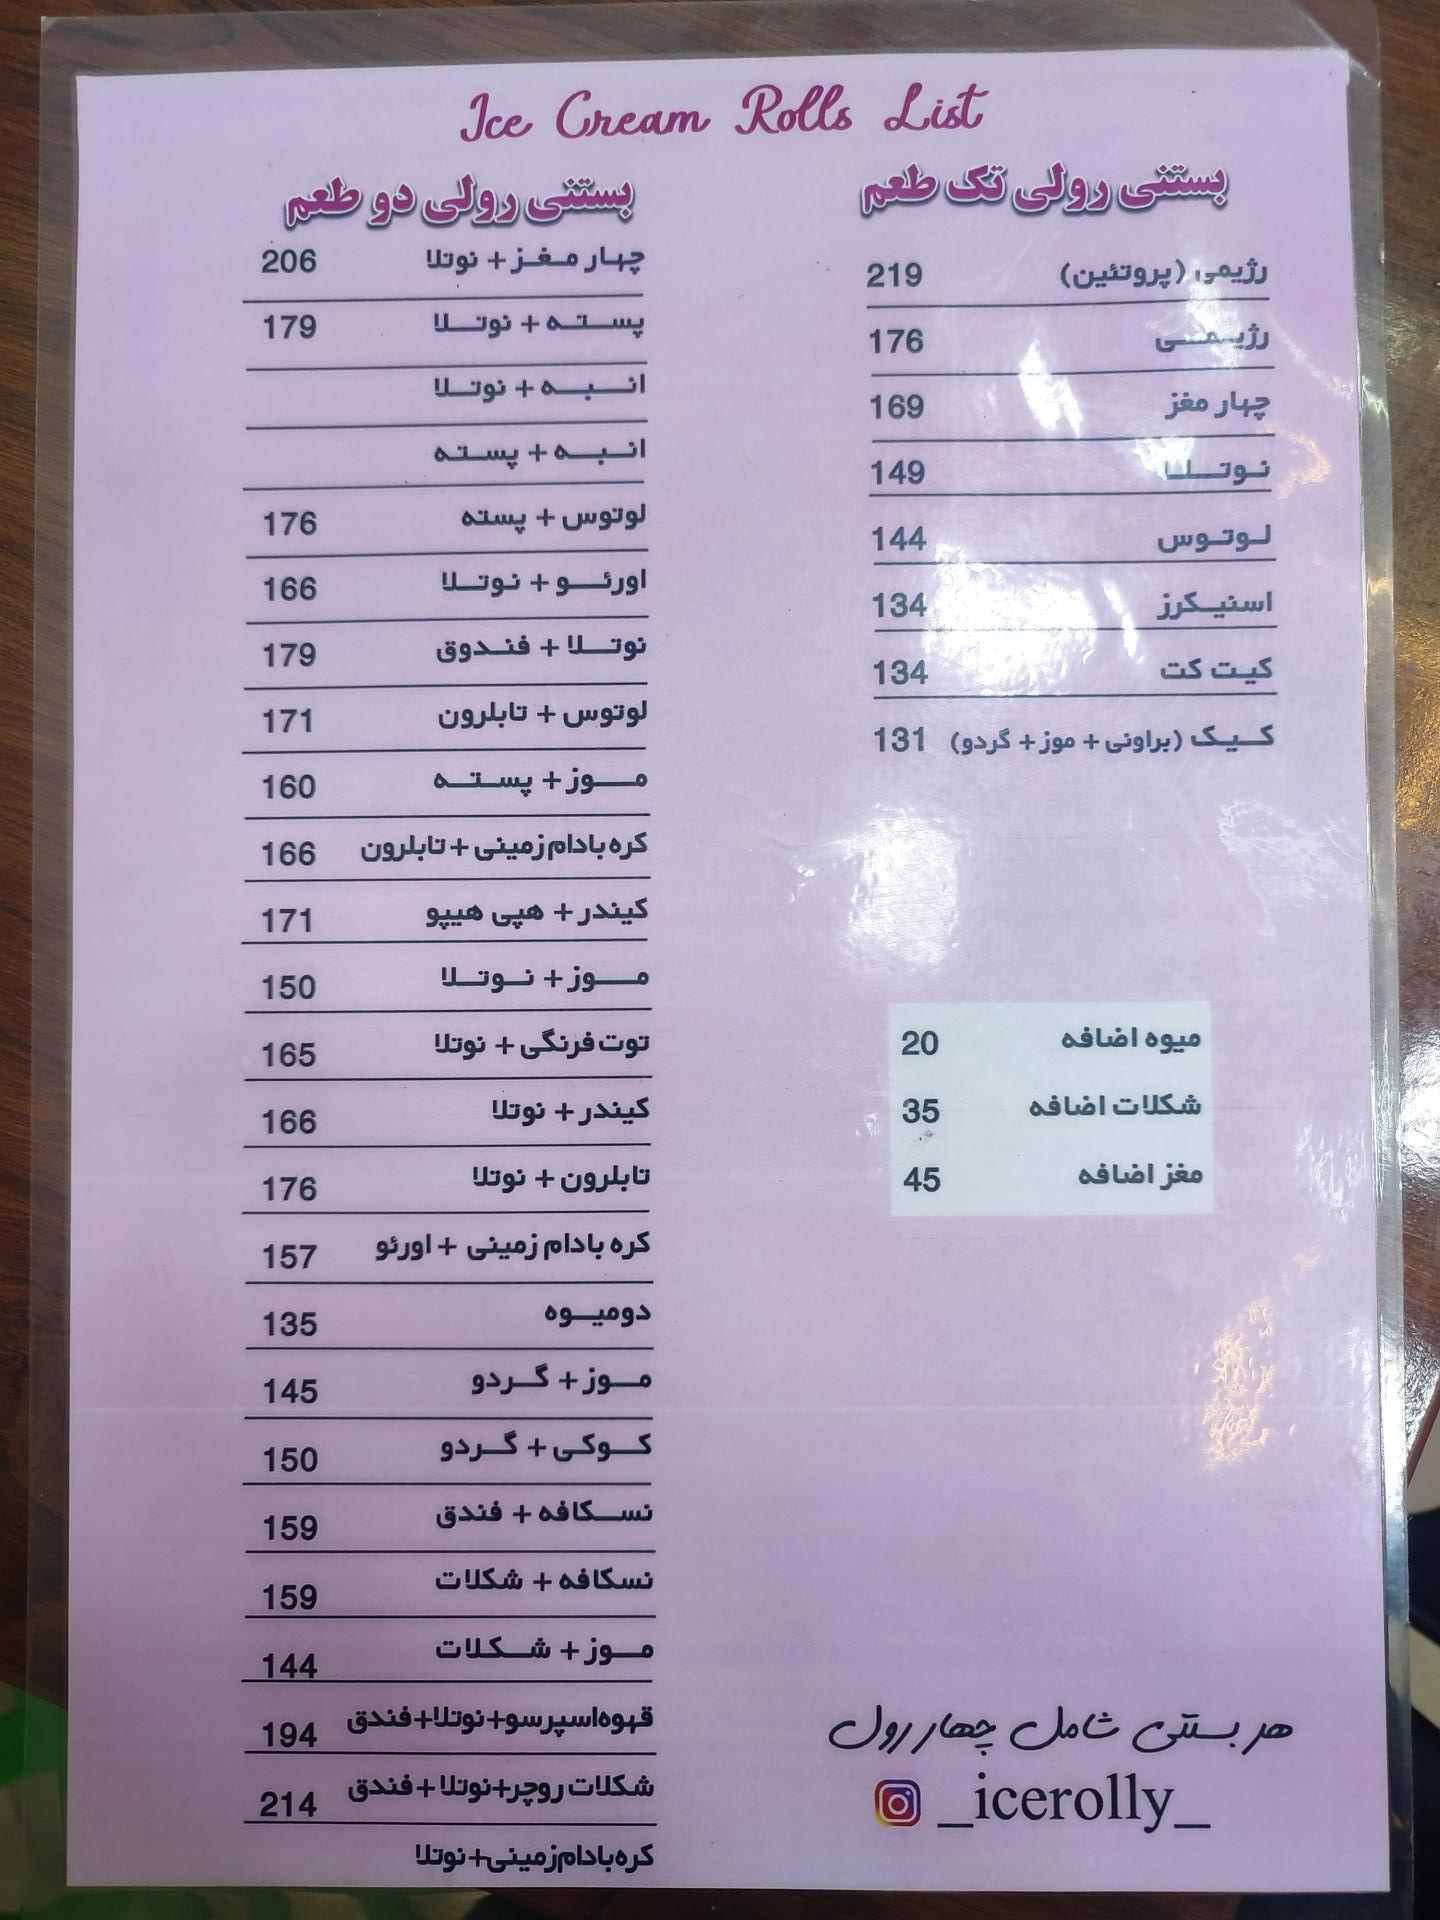 Ice Cream Rolls List
بستنی رولی تک طعم
رژیمی (پروتئین) 219
رژیمی 176
چهار مغز 169
نوتلا 149
لوتوس 144
اسنیکرز 134
کیت کت 134
کیک (براونی + موز + گردو) 131
میوه اضافه 20
شکلات اضافه 35
مغز اضافه 45
هر بستنی شامل چهار رول
_icerolly_
بستنی رولی دو طعم
چهار مغز + نوتلا 206
پسته + نوتلا 179
انبه + نوتلا
انبه + پسته
لوتوس + پسته 176
اورئو + نوتلا 166
نوتلا + فندوق 179
لوتوس + تابلرون 171
موز + پسته 160
کره بادام زمینی + تابلرون 166
کیندر + هپی هیپو 171
موز + نوتلا 150
توت فرنگی + نوتلا 165
کیندر + نوتلا 166
تابلرون + نوتلا 176
کره بادام زمینی + اورئو 157
دومیوه 135
موز + گردو 145
کوکی + گردو 150
نسکافه + فندق 159
نسکافه + شکلات 159
موز + شکلات 144
قهوه اسپرسو+نوتلا+فندق 194
شکلات روچر+نوتلا+فندق 214
کره بادام زمینی+نوتلا